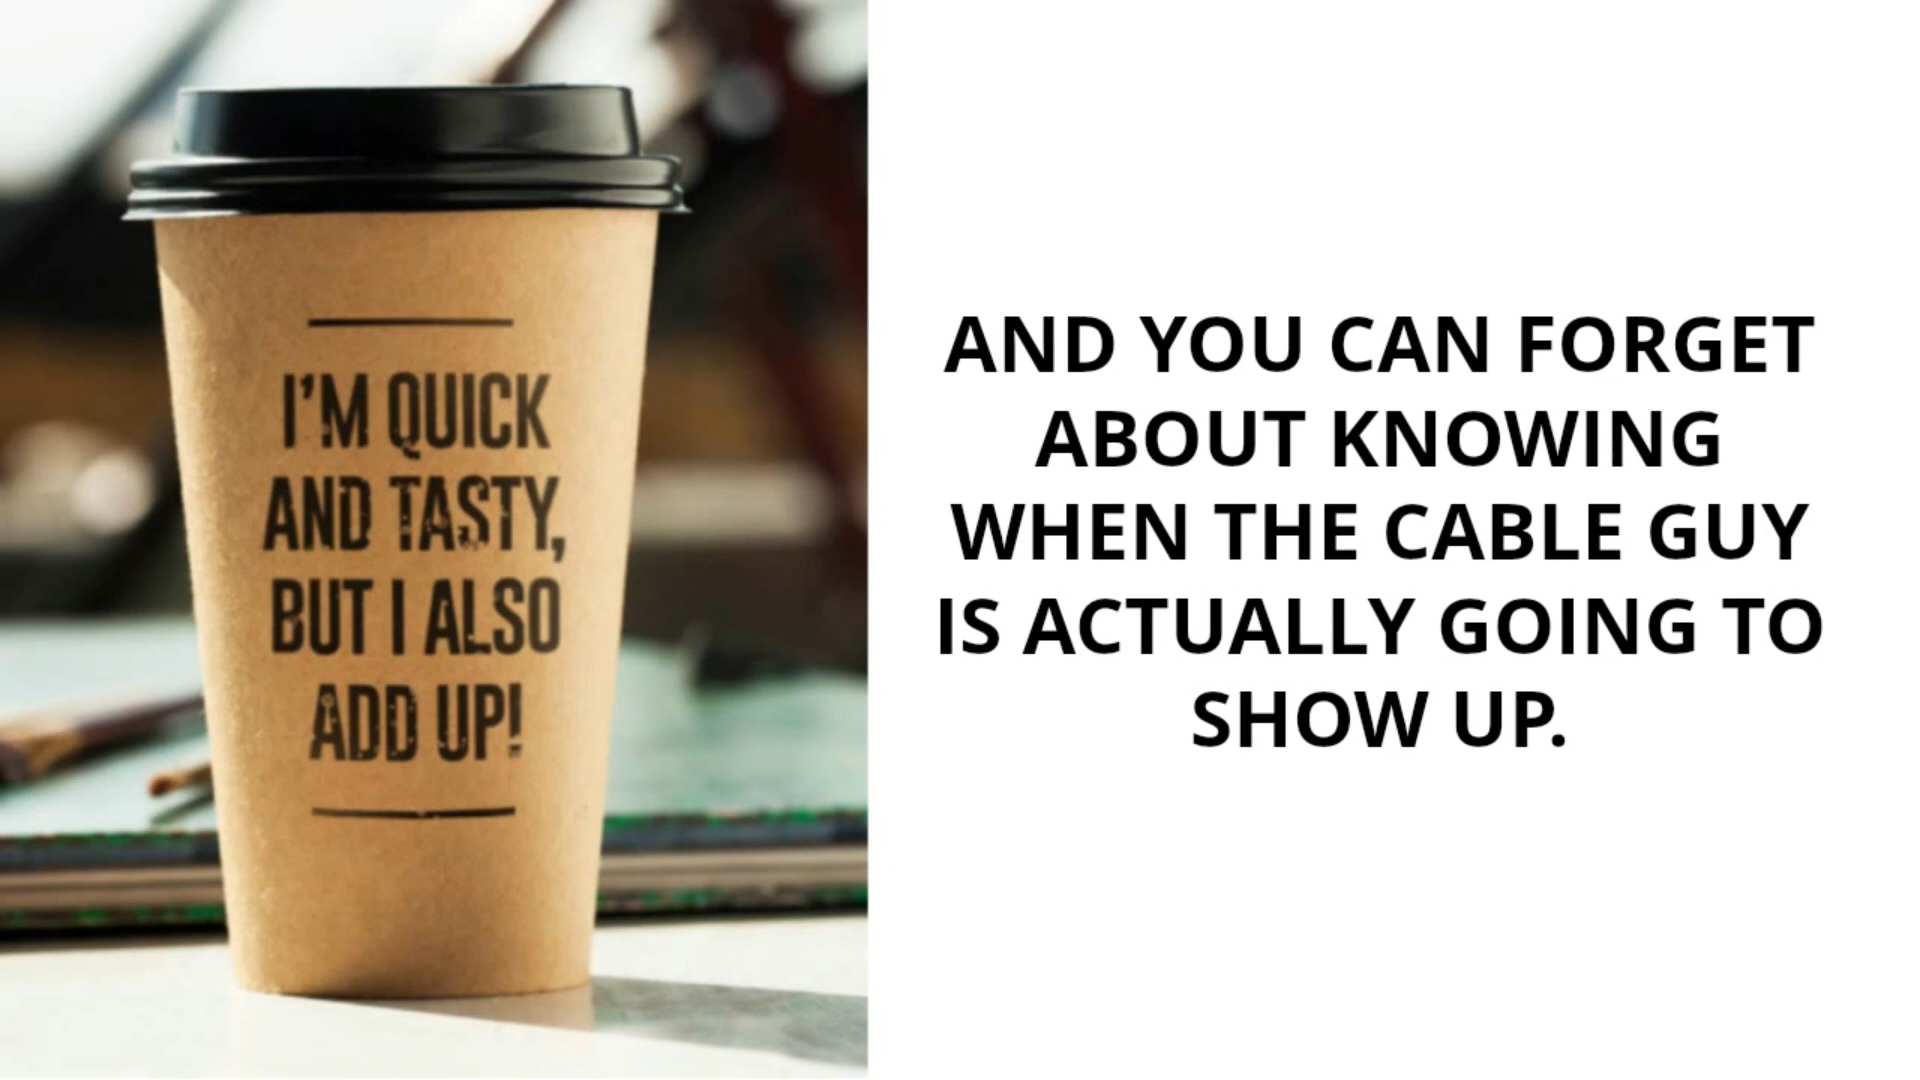 I'M QUICK
AND TASTY,
BUT I ALSO
ADD UP!
AND YOU CAN FORGET
ABOUT KNOWING
WHEN THE CABLE GUY
IS ACTUALLY GOING TO
SHOW UP.